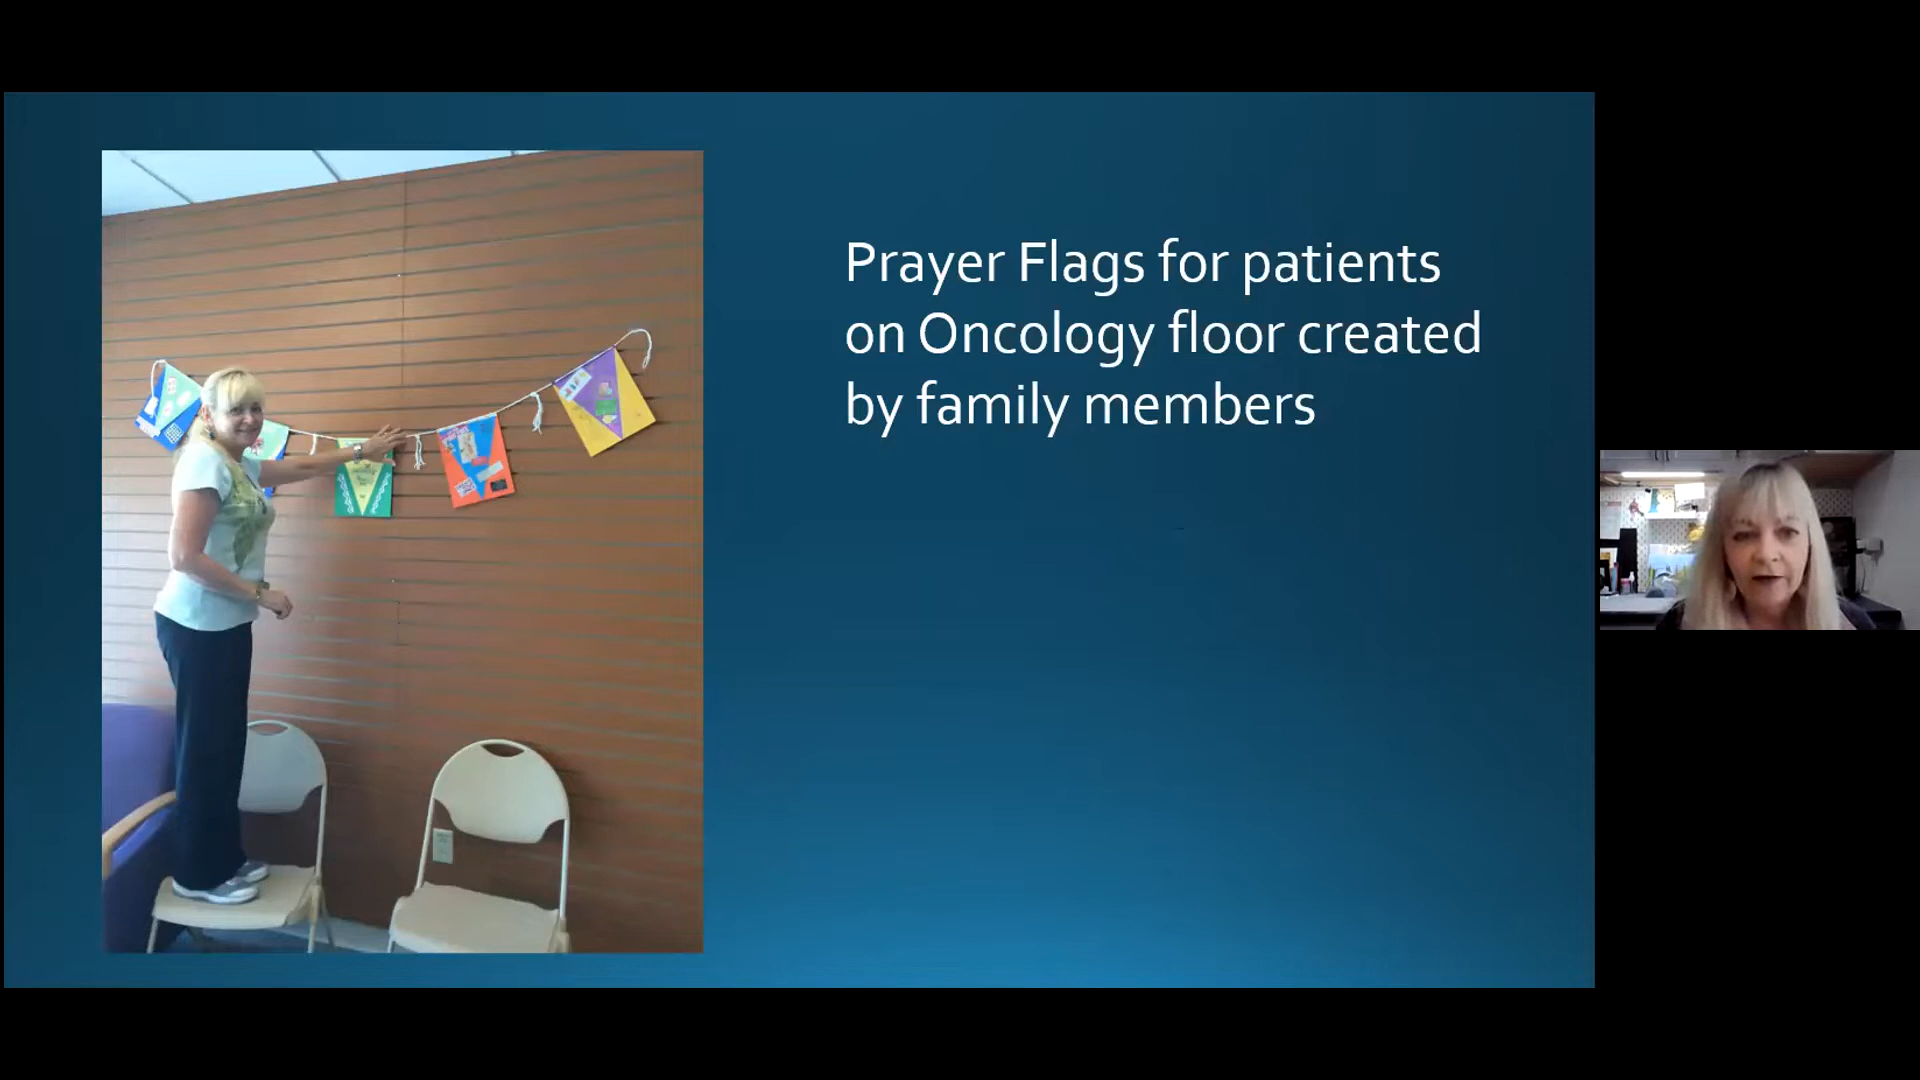 Prayer Flags for patients
on Oncology floor created
by family members